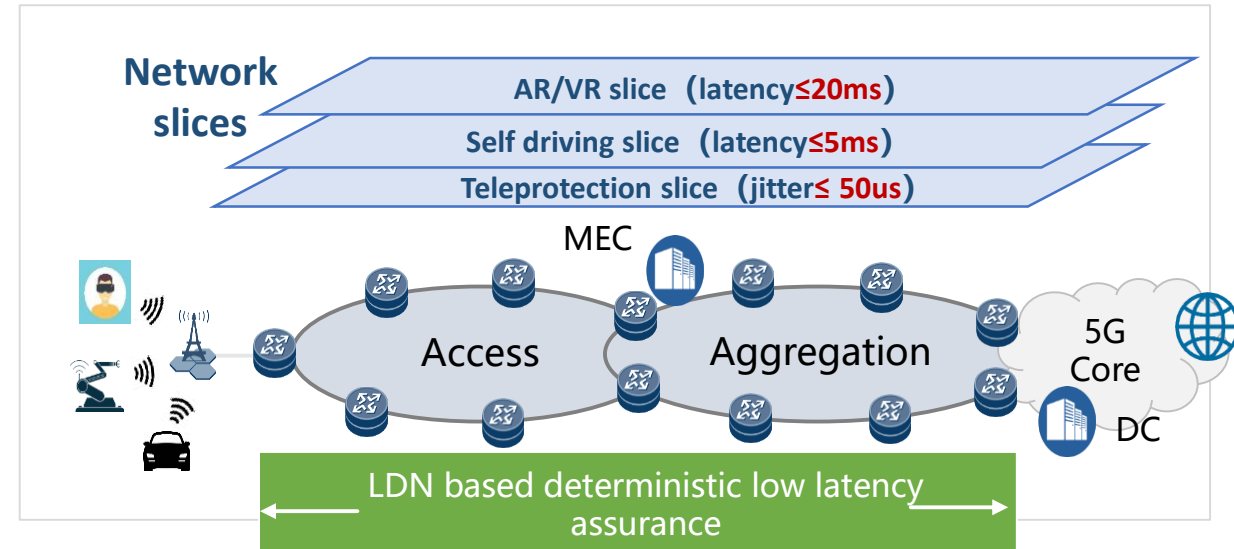 Network
slices
AR/VR slice（latency≤20ms）
Self driving slice（latency≤5ms）
Teleprotection slice（jitter≤ 50us）
MEC
Access
Aggregation
5G
Core
DC
LDN based deterministic low latency
assurance